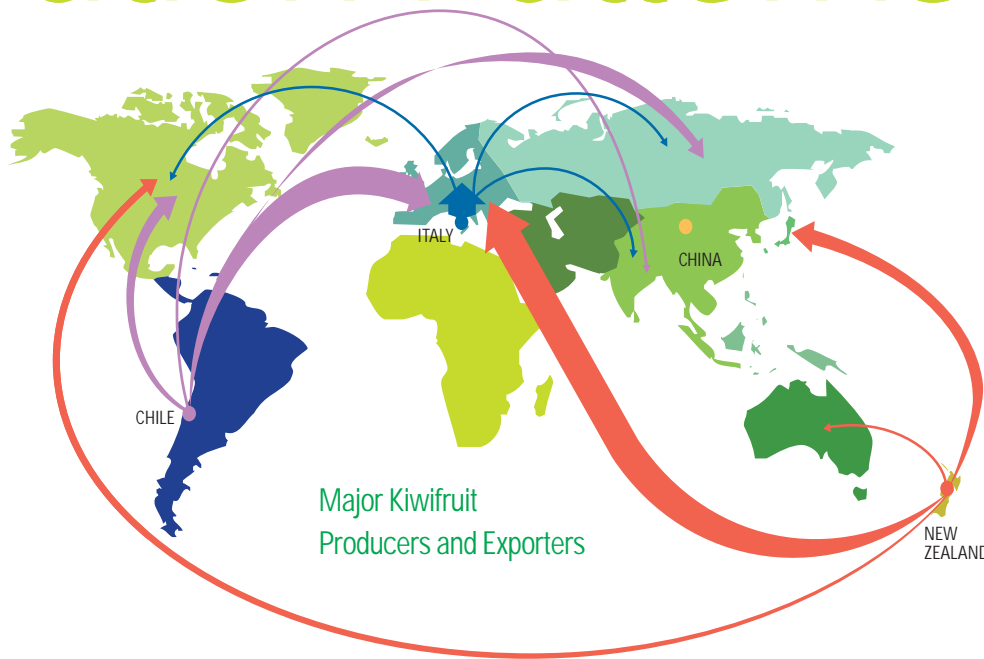 ITALY
CHINA
CHILE
Major Kiwifruit
Producers and Exporters
NEW
ZEALAND